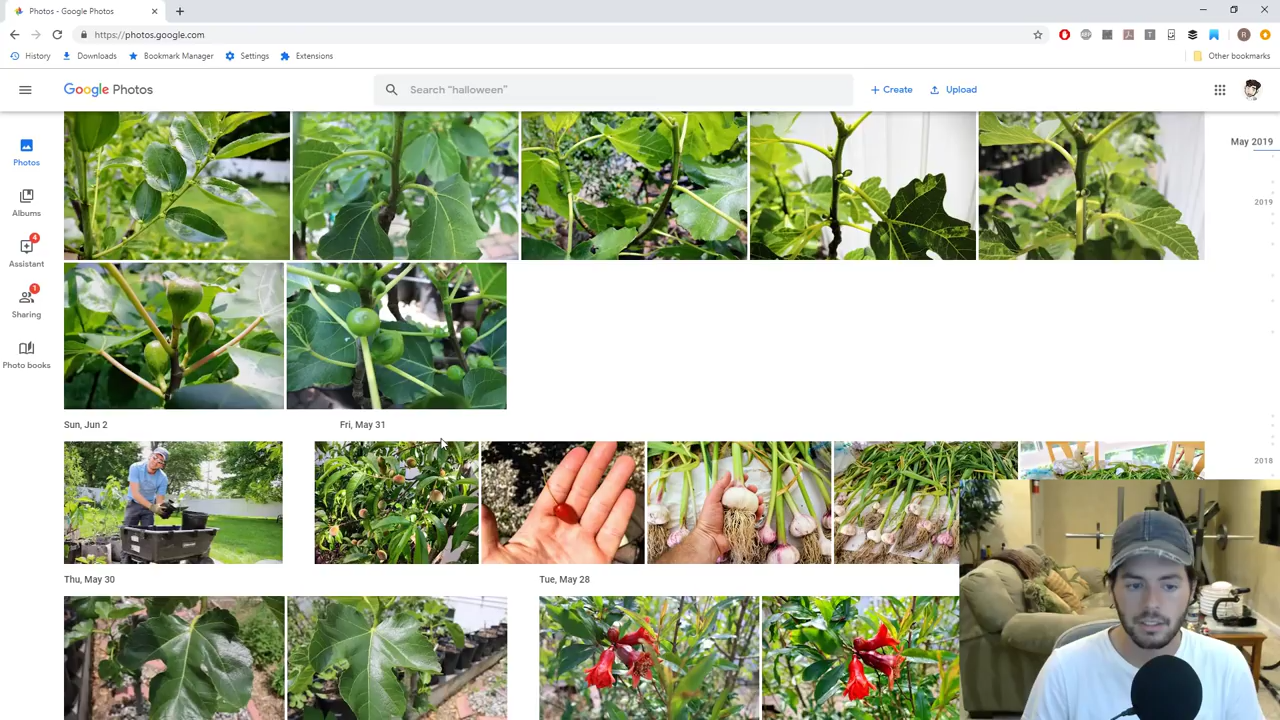 Photos - Google Photos
https://photos.google.com
History
Downloads
Bookmark Manager
Settings
Extensions
Other bookmarks
Google Photos
Search “halloween”
Create
Upload
Photos
Albums
4
Assistant
1
Sharing
Photo books
May 2019
2019
2018
Sun, Jun 2
Fri, May 31
Thu, May 30
Tue, May 28